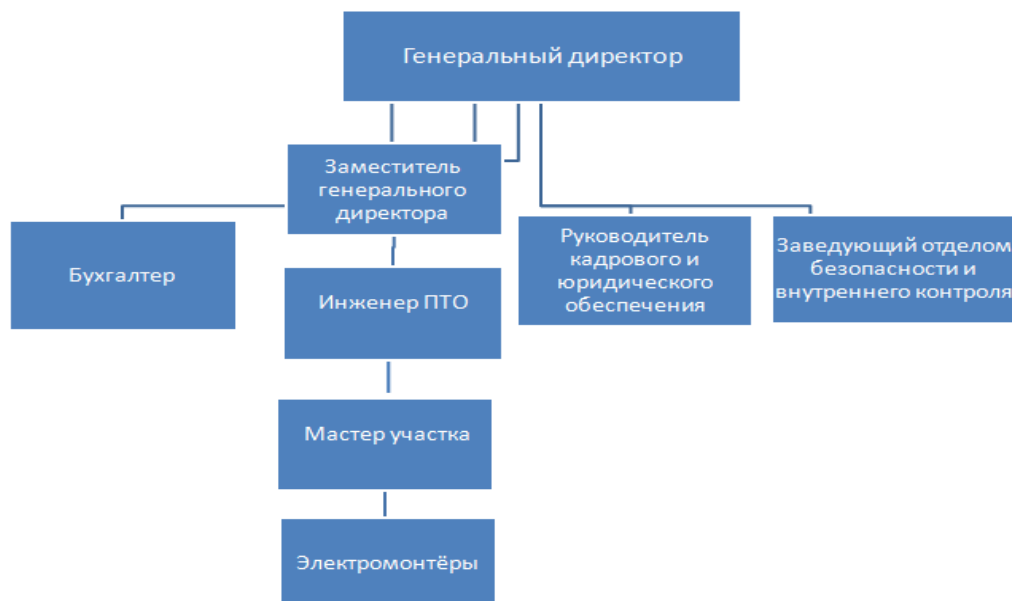 Генеральный директор
Заместитель
генерального
директора
Бухгалтер
Руководитель
кадрового и
юридического
обеспечения
Заведующий отделом
безопасности и
внутреннего контроля
Инженер ПТО
Мастер участка
Электромонтёры